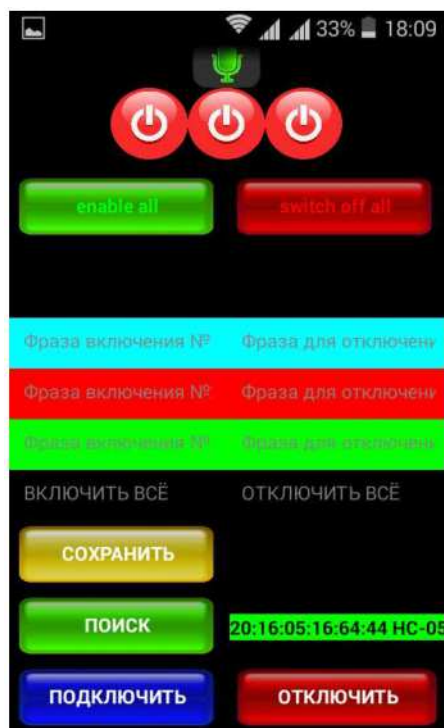 33% 18:09
enable all switch off all
Фраза включения № Фраза для отключени
Фраза включения № Фраза для отключени
Фраза включения № Фраза для отключени
ВКЛЮЧИТЬ ВСЁ ОТКЛЮЧИТЬ ВСЁ
СОХРАНИТЬ
ПОИСК 20:16:05:16:64:44 HC-05
ПОДКЛЮЧИТЬ ОТКЛЮЧИТЬ